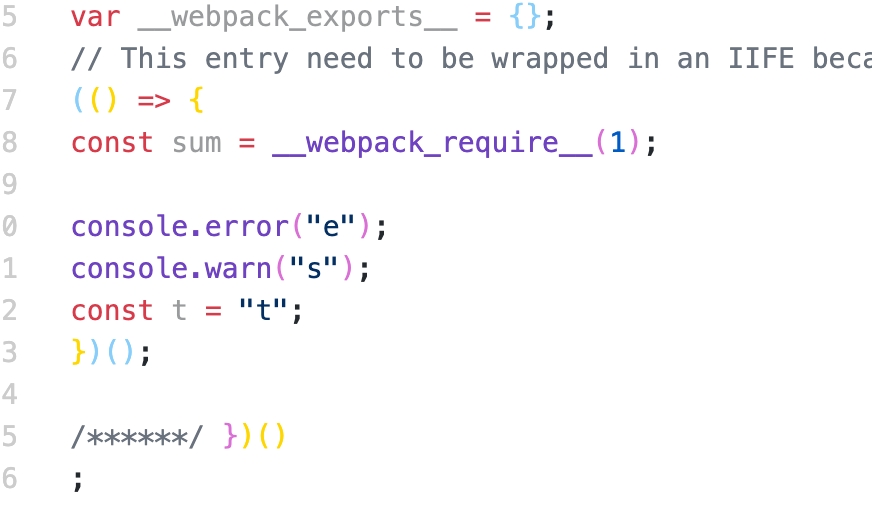 5 var __webpack_exports__ = {};
6 // This entry need to be wrapped in an IIFE beca
7 (() => {
8 const sum = __webpack_require__(1);
9
0 console.error("e");
1 console.warn("s");
2 const t = "t";
3 })();
4
5 /******/ })()
6 ;